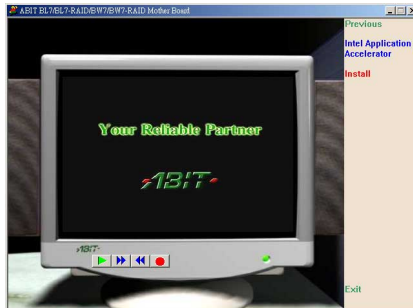 ABIT BL7/BL7-RAID/BW7/BW7-RAID Mother Board
Previous
Intel Application
Accelerator
Install
Your Reliable Partner
ABIT
ABIT
Exit